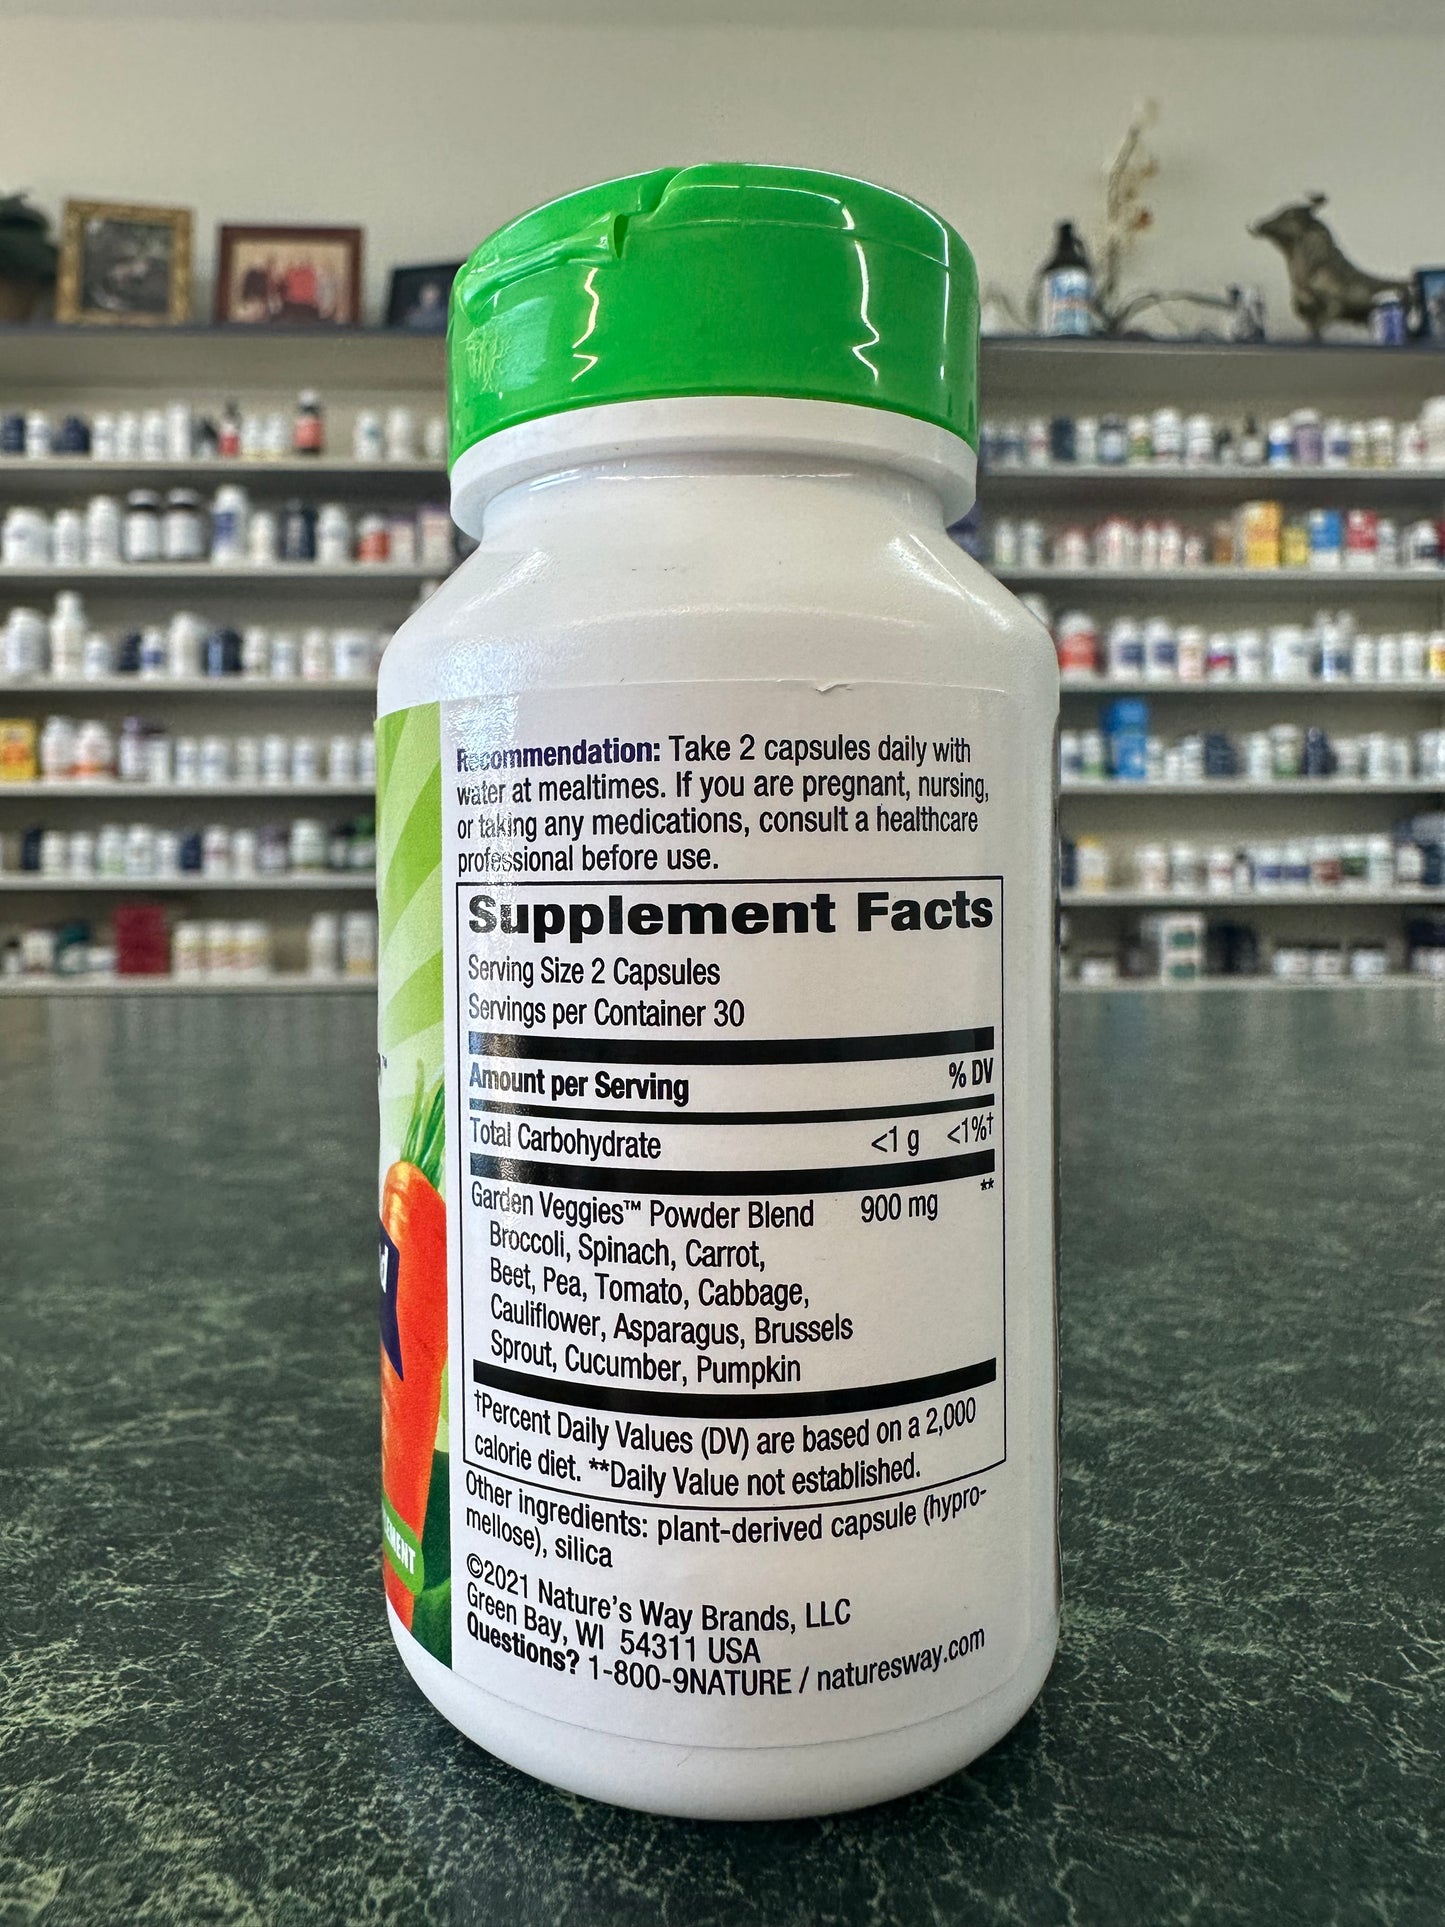 Recommendation: Take 2 capsules daily with
water at mealtimes. If you are pregnant, nursing,
or taking any medications, consult a healthcare
professional before use.
Supplement Facts
Serving Size 2 Capsules
Servings per Container 30
Amount per Serving % DV
Total Carbohydrate <1 g <1%†
Garden Veggies™ Powder Blend 900 mg **
Broccoli, Spinach, Carrot,
Beet, Pea, Tomato, Cabbage,
Cauliflower, Asparagus, Brussels
Sprout, Cucumber, Pumpkin
†Percent Daily Values (DV) are based on a 2,000
calorie diet. **Daily Value not established.
Other ingredients: plant-derived capsule (hypro-
mellose), silica
©2021 Nature's Way Brands, LLC
Green Bay, WI 54311 USA
Questions? 1-800-9NATURE / naturesway.com